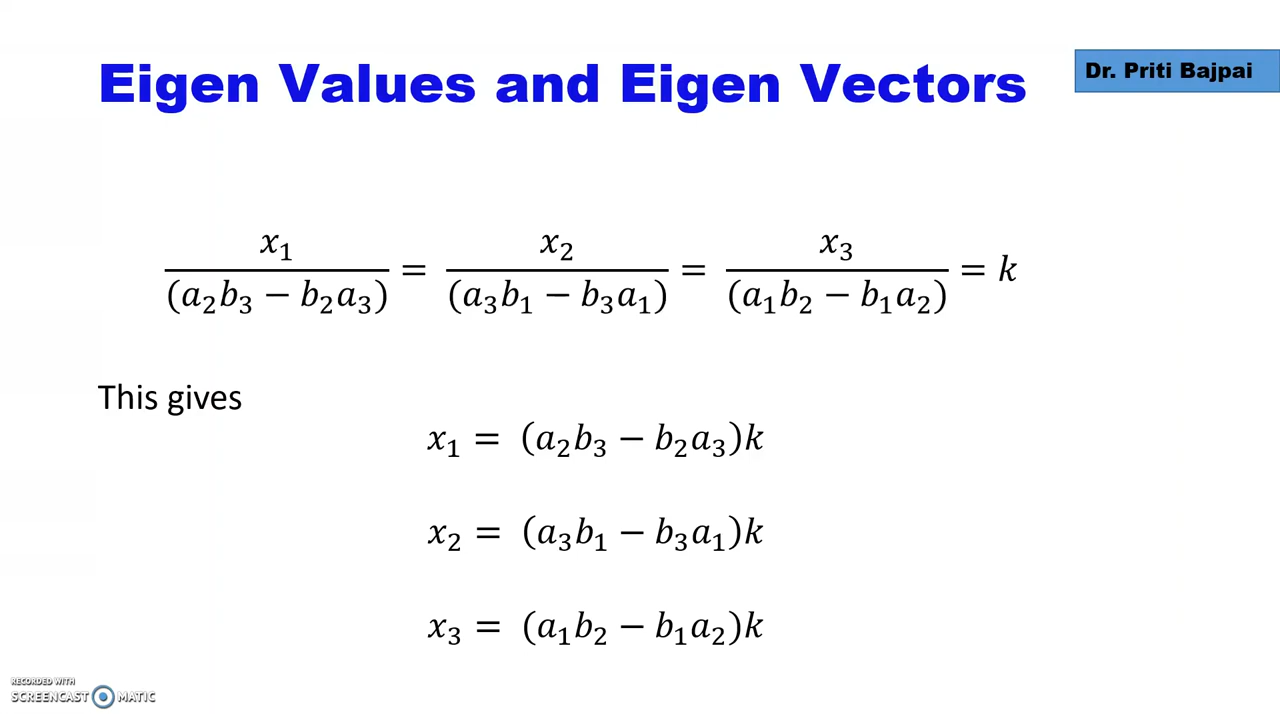 Eigen Values and Eigen Vectors
Dr. Priti Bajpai
x₁/(a₂b₃ − b₂a₃) = x₂/(a₃b₁ − b₃a₁) = x₃/(a₁b₂ − b₁a₂) = k
This gives
x₁ = (a₂b₃ − b₂a₃)k
x₂ = (a₃b₁ − b₃a₁)k
x₃ = (a₁b₂ − b₁a₂)k
RECORDED WITH
SCREENCAST MATIC